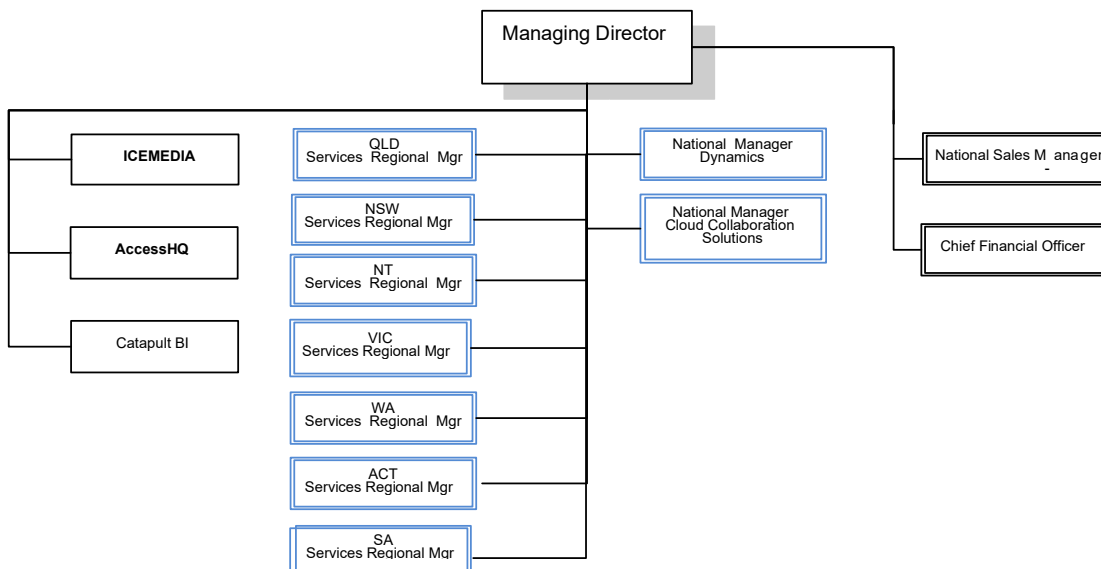 Managing Director
ICEMEDIA
AccessHQ
Catapult BI
QLD
Services Regional Mgr
NSW
Services Regional Mgr
NT
Services Regional Mgr
VIC
Services Regional Mgr
WA
Services Regional Mgr
ACT
Services Regional Mgr
SA
Services Regional Mgr
National Manager
Dynamics
National Manager
Cloud Collaboration
Solutions
National Sales M anager
-
Chief Financial Officer